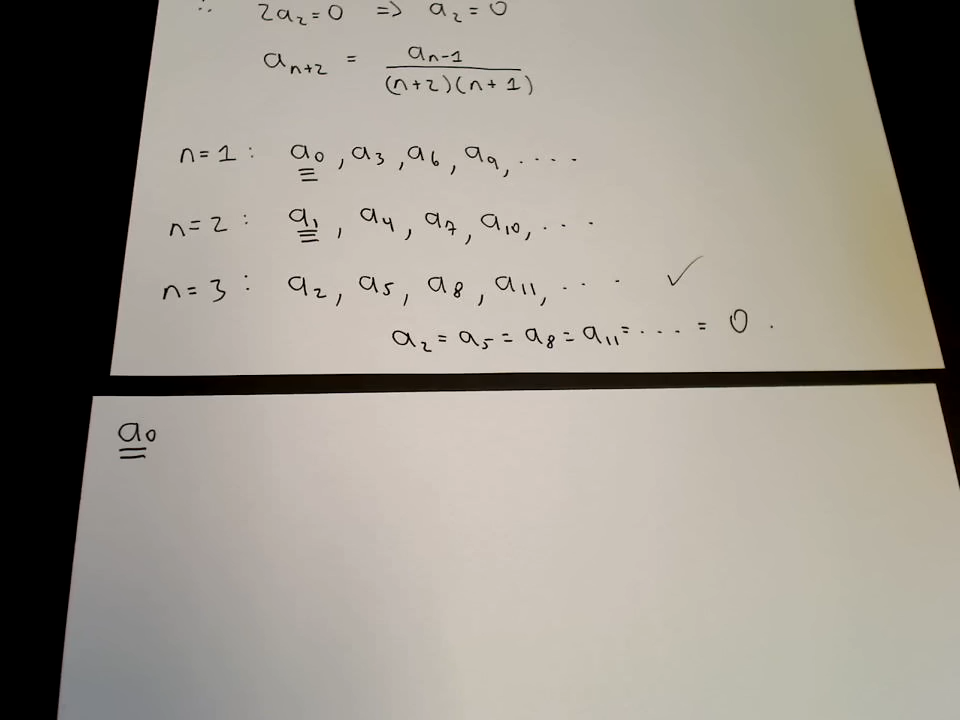 ∴ 2a₂ = 0 => a₂ = 0
aₙ₊₂ = aₙ₋₁ / (n+2)(n+1)
n = 1 : a₀, a₃, a₆, a₉, ....
n = 2 : a₁, a₄, a₇, a₁₀, ...
n = 3 : a₂, a₅, a₈, a₁₁, ... ✓
a₂ = a₅ = a₈ = a₁₁ = .... = 0 .
a₀